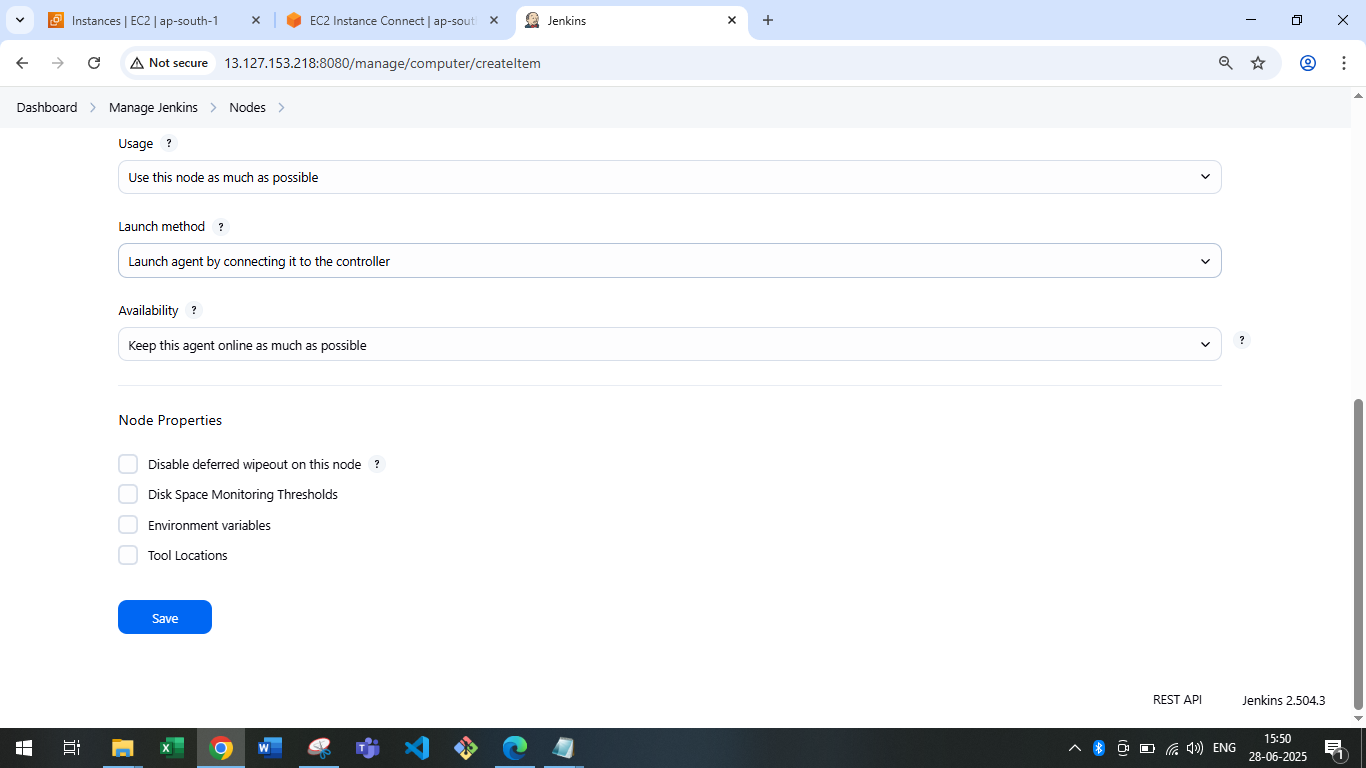 Instances | EC2 | ap-south-1
EC2 Instance Connect | ap-sout
Jenkins
Not secure
13.127.153.218:8080/manage/computer/createItem
Dashboard
Manage Jenkins
Nodes
Usage ?
Use this node as much as possible
Launch method ?
Launch agent by connecting it to the controller
Availability ?
Keep this agent online as much as possible
?
Node Properties
Disable deferred wipeout on this node ?
Disk Space Monitoring Thresholds
Environment variables
Tool Locations
Save
REST API
Jenkins 2.504.3
ENG
15:50
28-06-2025
1